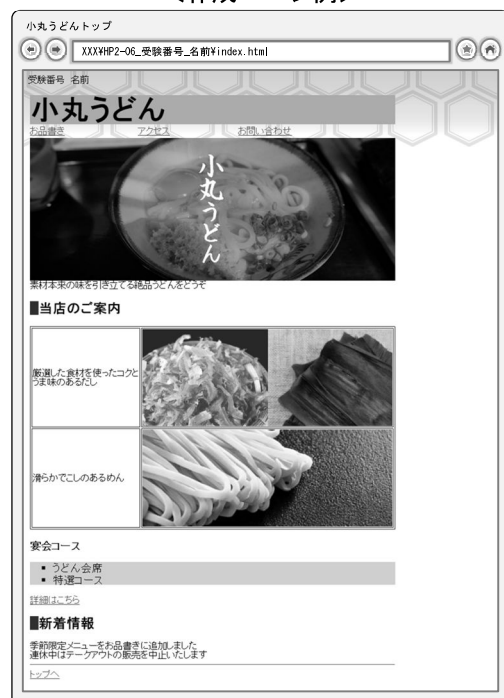 小丸うどんトップ
XXX¥HP2-06_受験番号_名前¥index.html
受験番号 名前
小丸うどん
お品書き アクセス お問い合わせ
小丸うどん
素材本来の味を引き立てる絶品うどんをどうぞ
■当店のご案内
厳選した食材を使ったコクと
うま味のあるだし
滑らかでこしのあるめん
宴会コース
▪ うどん会席
▪ 特選コース
詳細はこちら
■新着情報
季節限定メニューをお品書きに追加しました
連休中はテークアウトの販売を中止いたします
トップへ